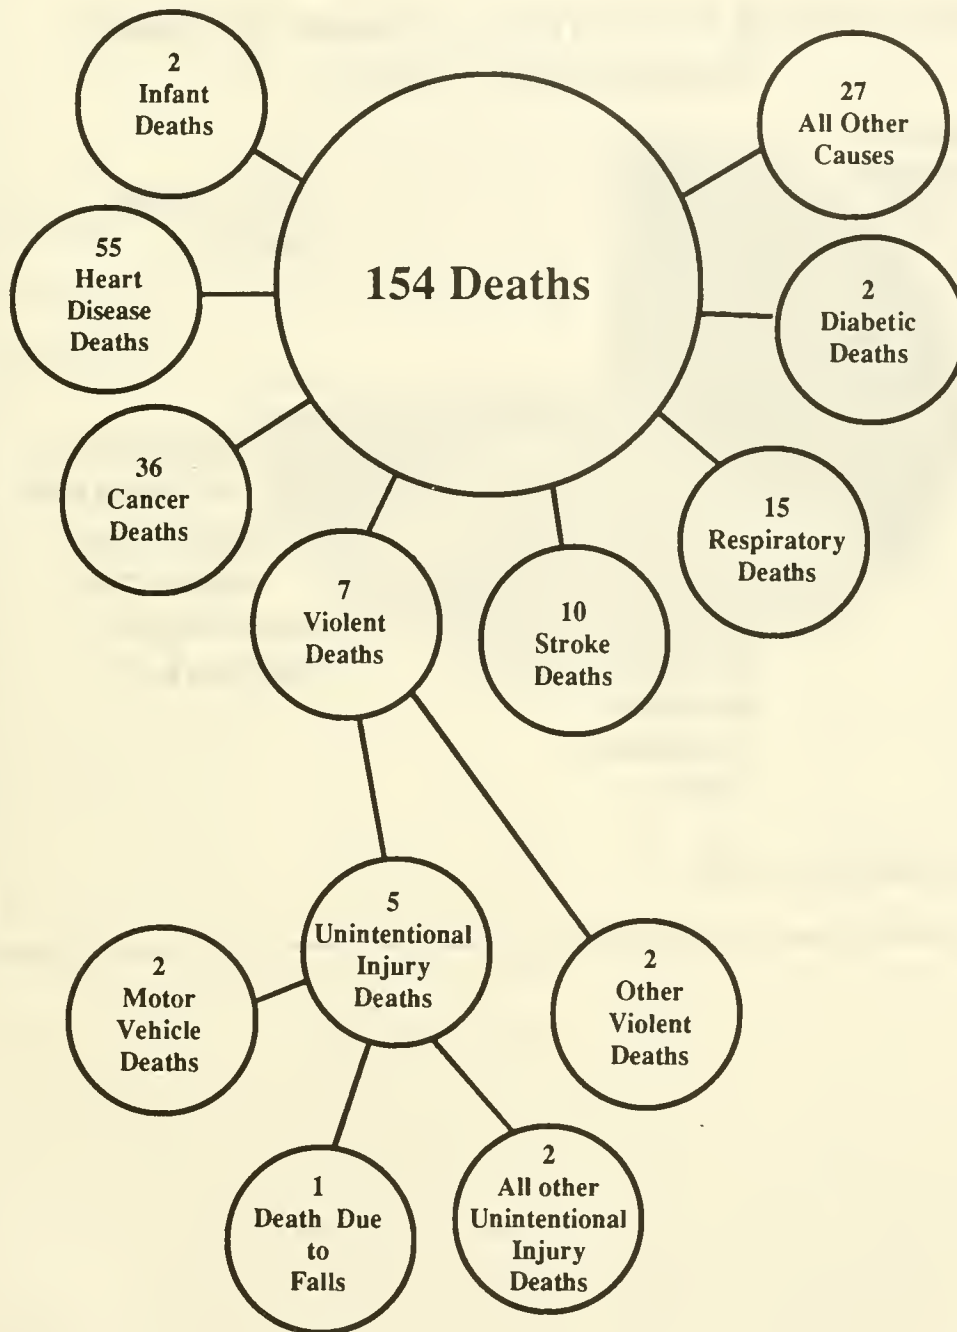 2
Infant
Deaths
27
All Other
Causes
154 Deaths
55
Heart
Disease
Deaths
2
Diabetic
Deaths
36
Cancer
Deaths
15
Respiratory
Deaths
7
Violent
Deaths
10
Stroke
Deaths
5
Unintentional
Injury
Deaths
2
Motor
Vehicle
Deaths
2
Other
Violent
Deaths
1
Death Due
to
Falls
2
All other
Unintentional
Injury
Deaths